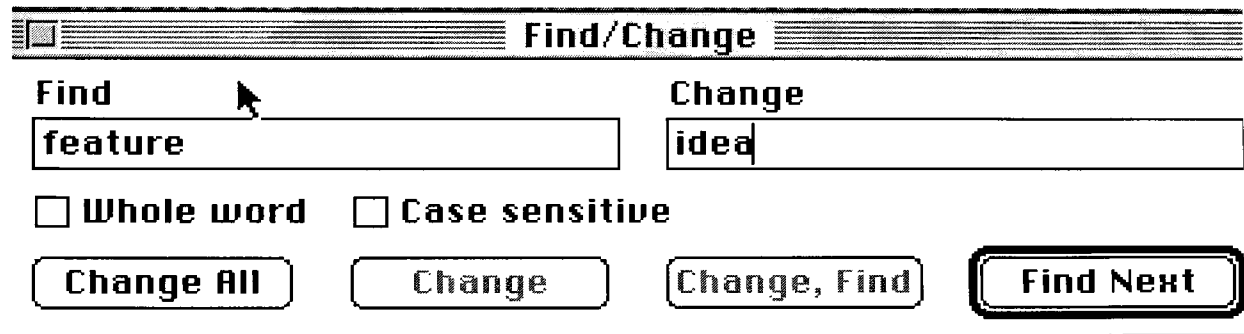 Find/Change
Find Change
feature idea
Whole word Case sensitive
Change All Change Change, Find Find Next